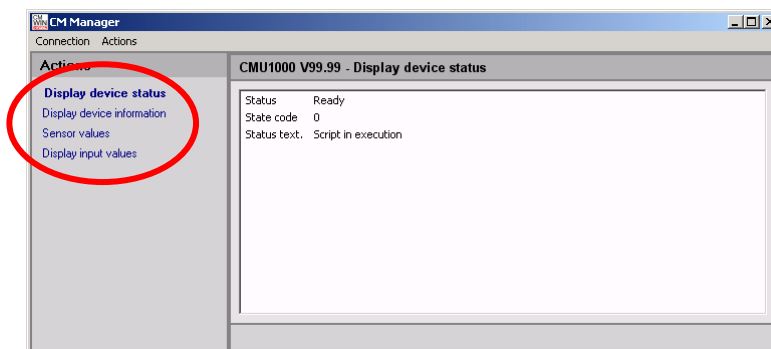 CM Manager
Connection Actions
Actions
CMU1000 V99.99 - Display device status
Display device status
Display device information
Sensor values
Display input values
Status Ready
State code 0
Status text. Script in execution